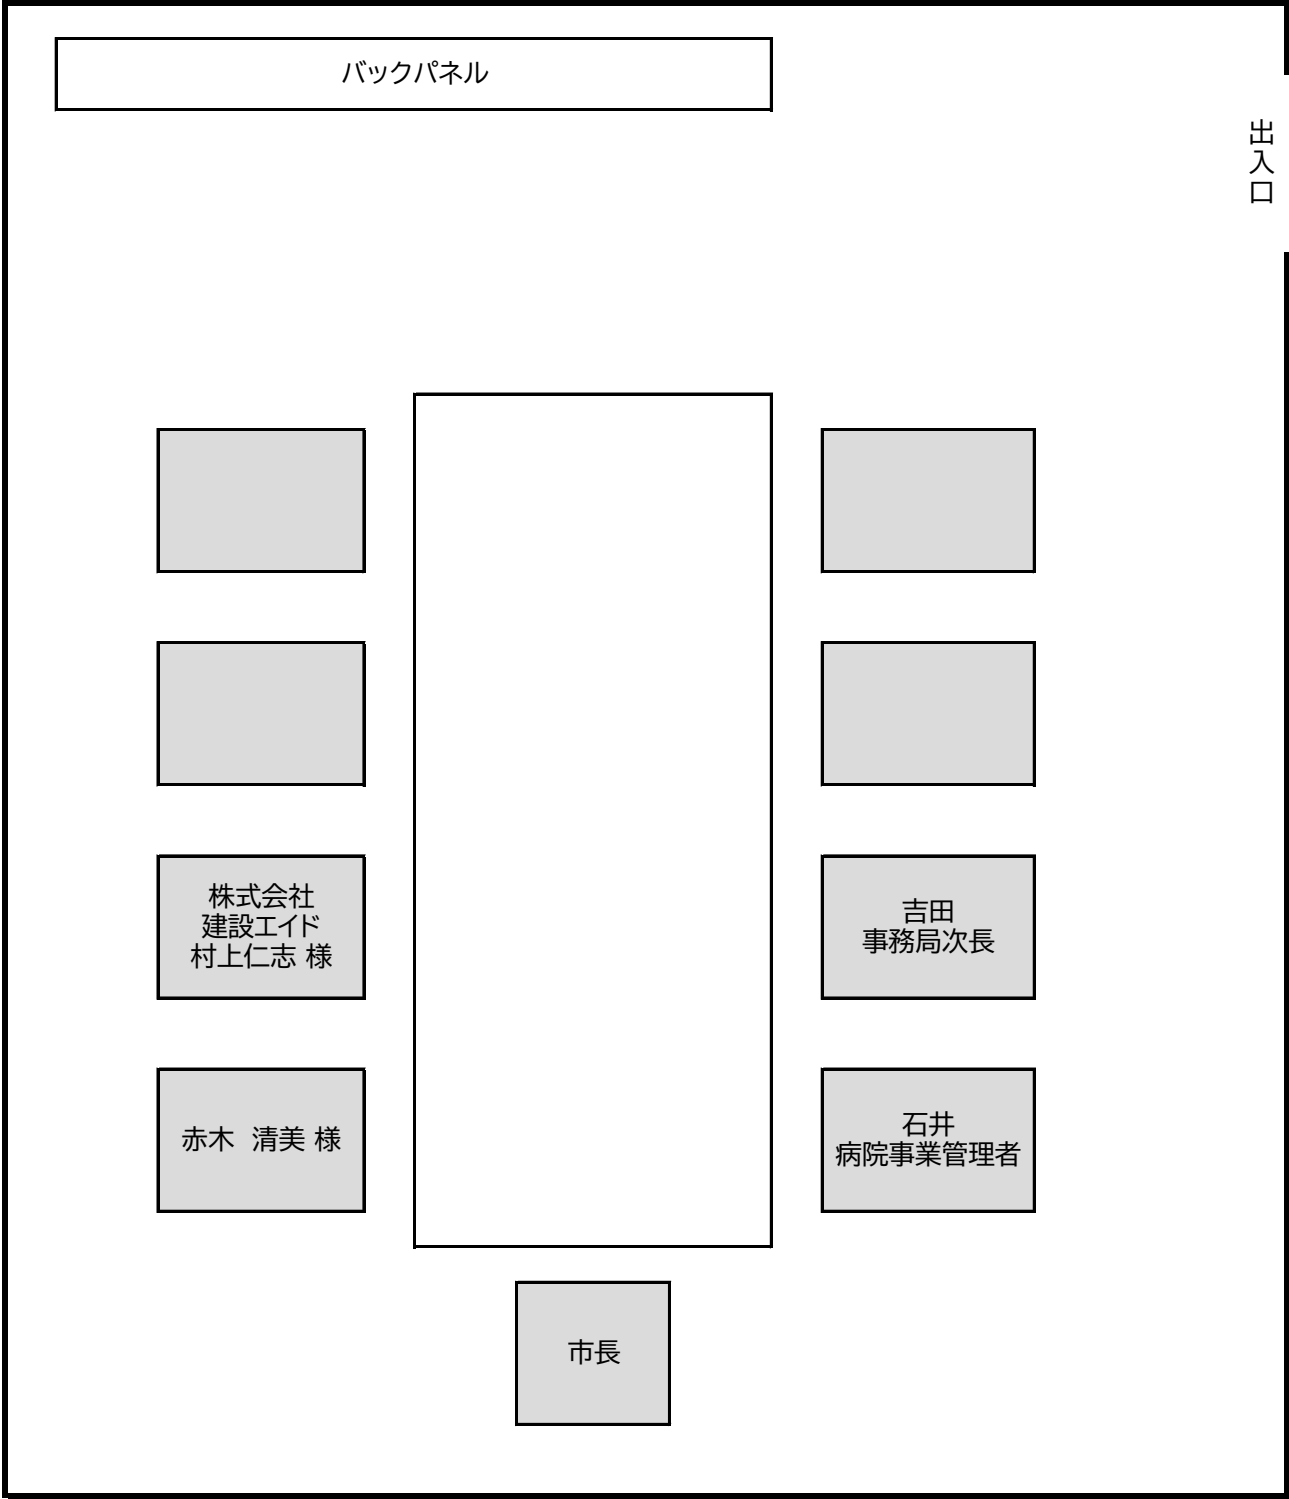 バックパネル
出入口
株式会社
建設エイド
村上仁志 様
吉田
事務局次長
赤木 清美 様
石井
病院事業管理者
市長